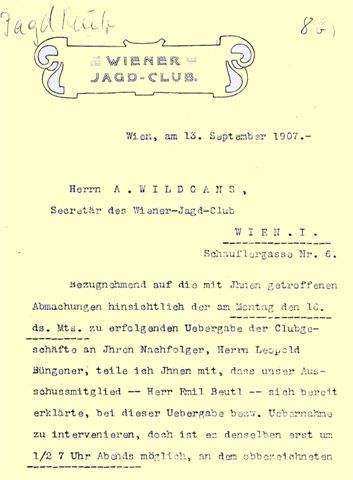 Jagd Club
861
WIENER
JAGD-CLUB.
Wien, am 13. September 1907.-
Herrn A. WILDGANS,
Secretär des Wiener-Jagd-Club
WIEN. I.
Schauflergasse Nr. 6.
Bezugnehmend auf die mit Jhnen getroffenen
Abmachungen hinsichtlich der am Montag den 16.
ds. Mts. zu erfolgenden Uebergabe der Clubge-
schäfte an Jhren Nachfolger, Herrn Leopold
Büngener, teile ich Jhnen mit, dass unser Aus-
schussmitglied -- Herr Emil Beutl -- sich bereit
erklärte, bei dieser Uebergabe bezw. Uebernahme
zu intervenieren, doch ist es denselben erst um
1/2 7 Uhr Abends möglich, an dem obbezeichneten